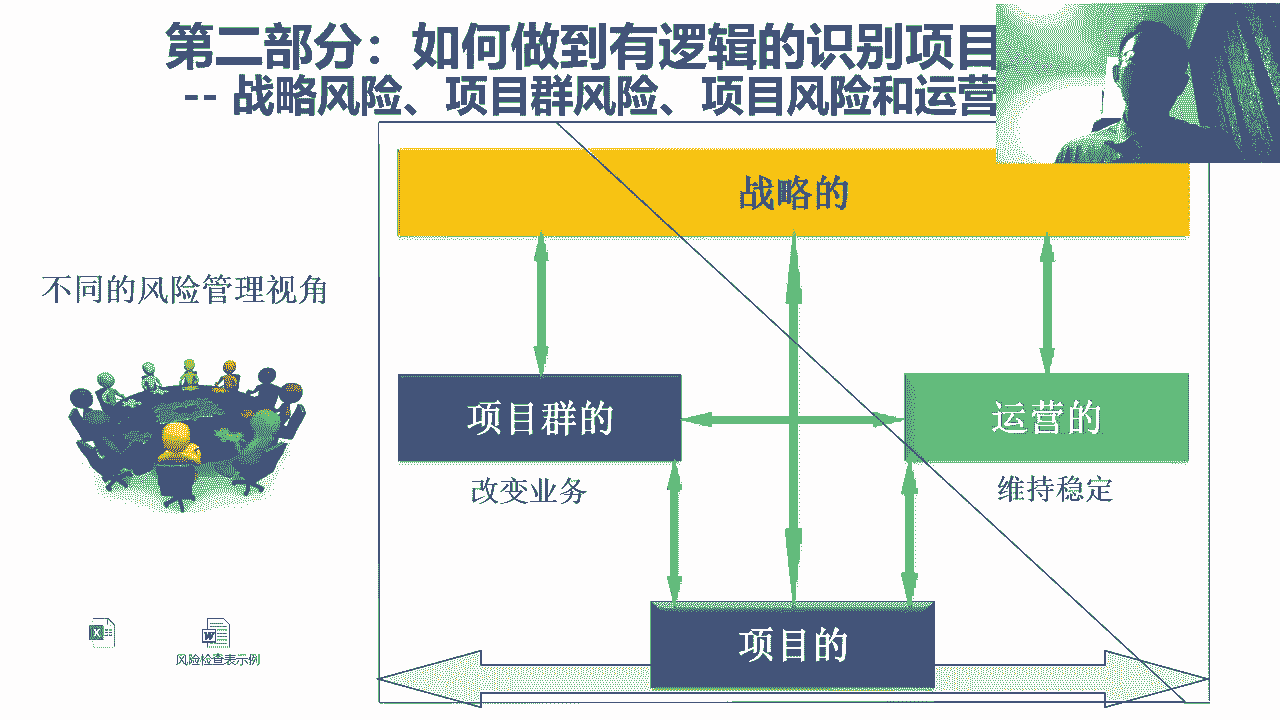 第二部分：如何做到有逻辑的识别项目
-- 战略风险、项目群风险、项目风险和运营
战略的
不同的风险管理视角
项目群的
运营的
改变业务
维持稳定
项目的
风险检查表示例